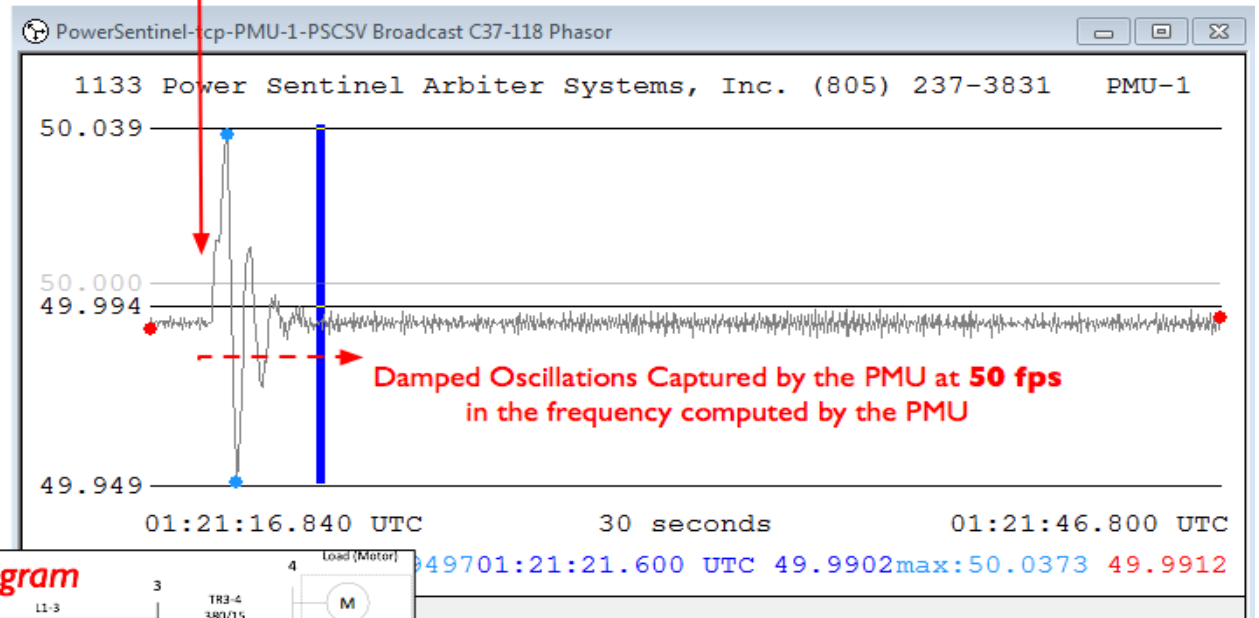 PowerSentinel-tcp-PMU-1-PSCSV Broadcast C37-118 Phasor
1133 Power Sentinel Arbiter Systems, Inc. (805) 237-3831 PMU-1
50.039
50.000
49.994
Damped Oscillations Captured by the PMU at 50 fps
in the frequency computed by the PMU
49.949
01:21:16.840 UTC 30 seconds 01:21:46.800 UTC
949701:21:21.600 UTC 49.9902max:50.0373 49.9912
gram
3
4
Load (Motor)
L1-3
TR3-4
380/15
M